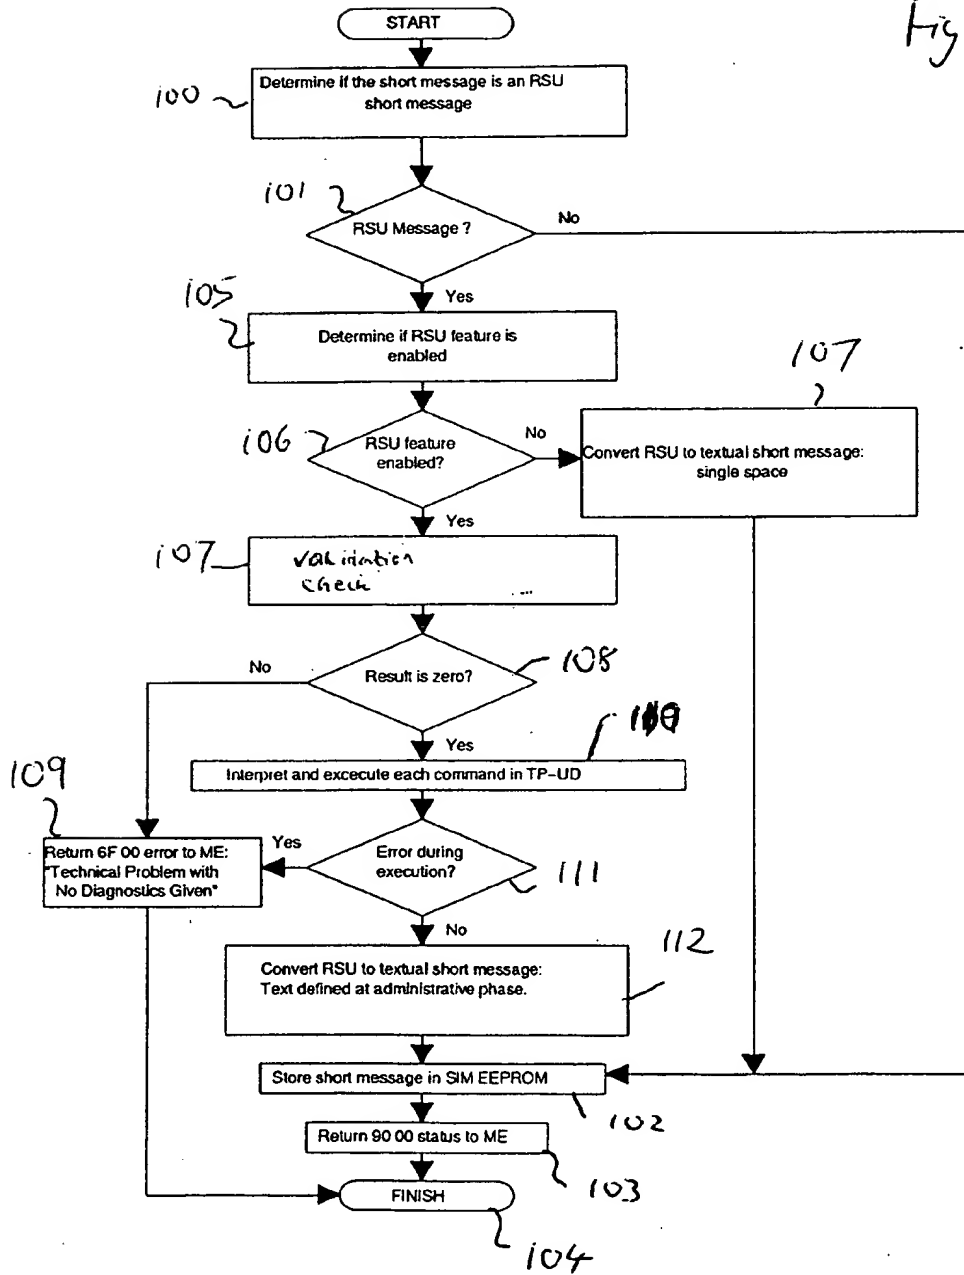 START
Fig
100
Determine if the short message is an RSU
short message
101
RSU Message ?
No
Yes
105
Determine if RSU feature is
enabled
107
106
RSU feature
enabled?
No
Convert RSU to textual short message:
single space
Yes
107
validation
check
...
No
Result is zero?
108
Yes
Interpret and excecute each command in TP-UD
109
Return 6F 00 error to ME:
"Technical Problem with
No Diagnostics Given"
Yes
Error during
execution?
111
No
112
Convert RSU to textual short message:
Text defined at administrative phase.
Store short message in SIM EEPROM
102
Return 90 00 status to ME
103
FINISH
104